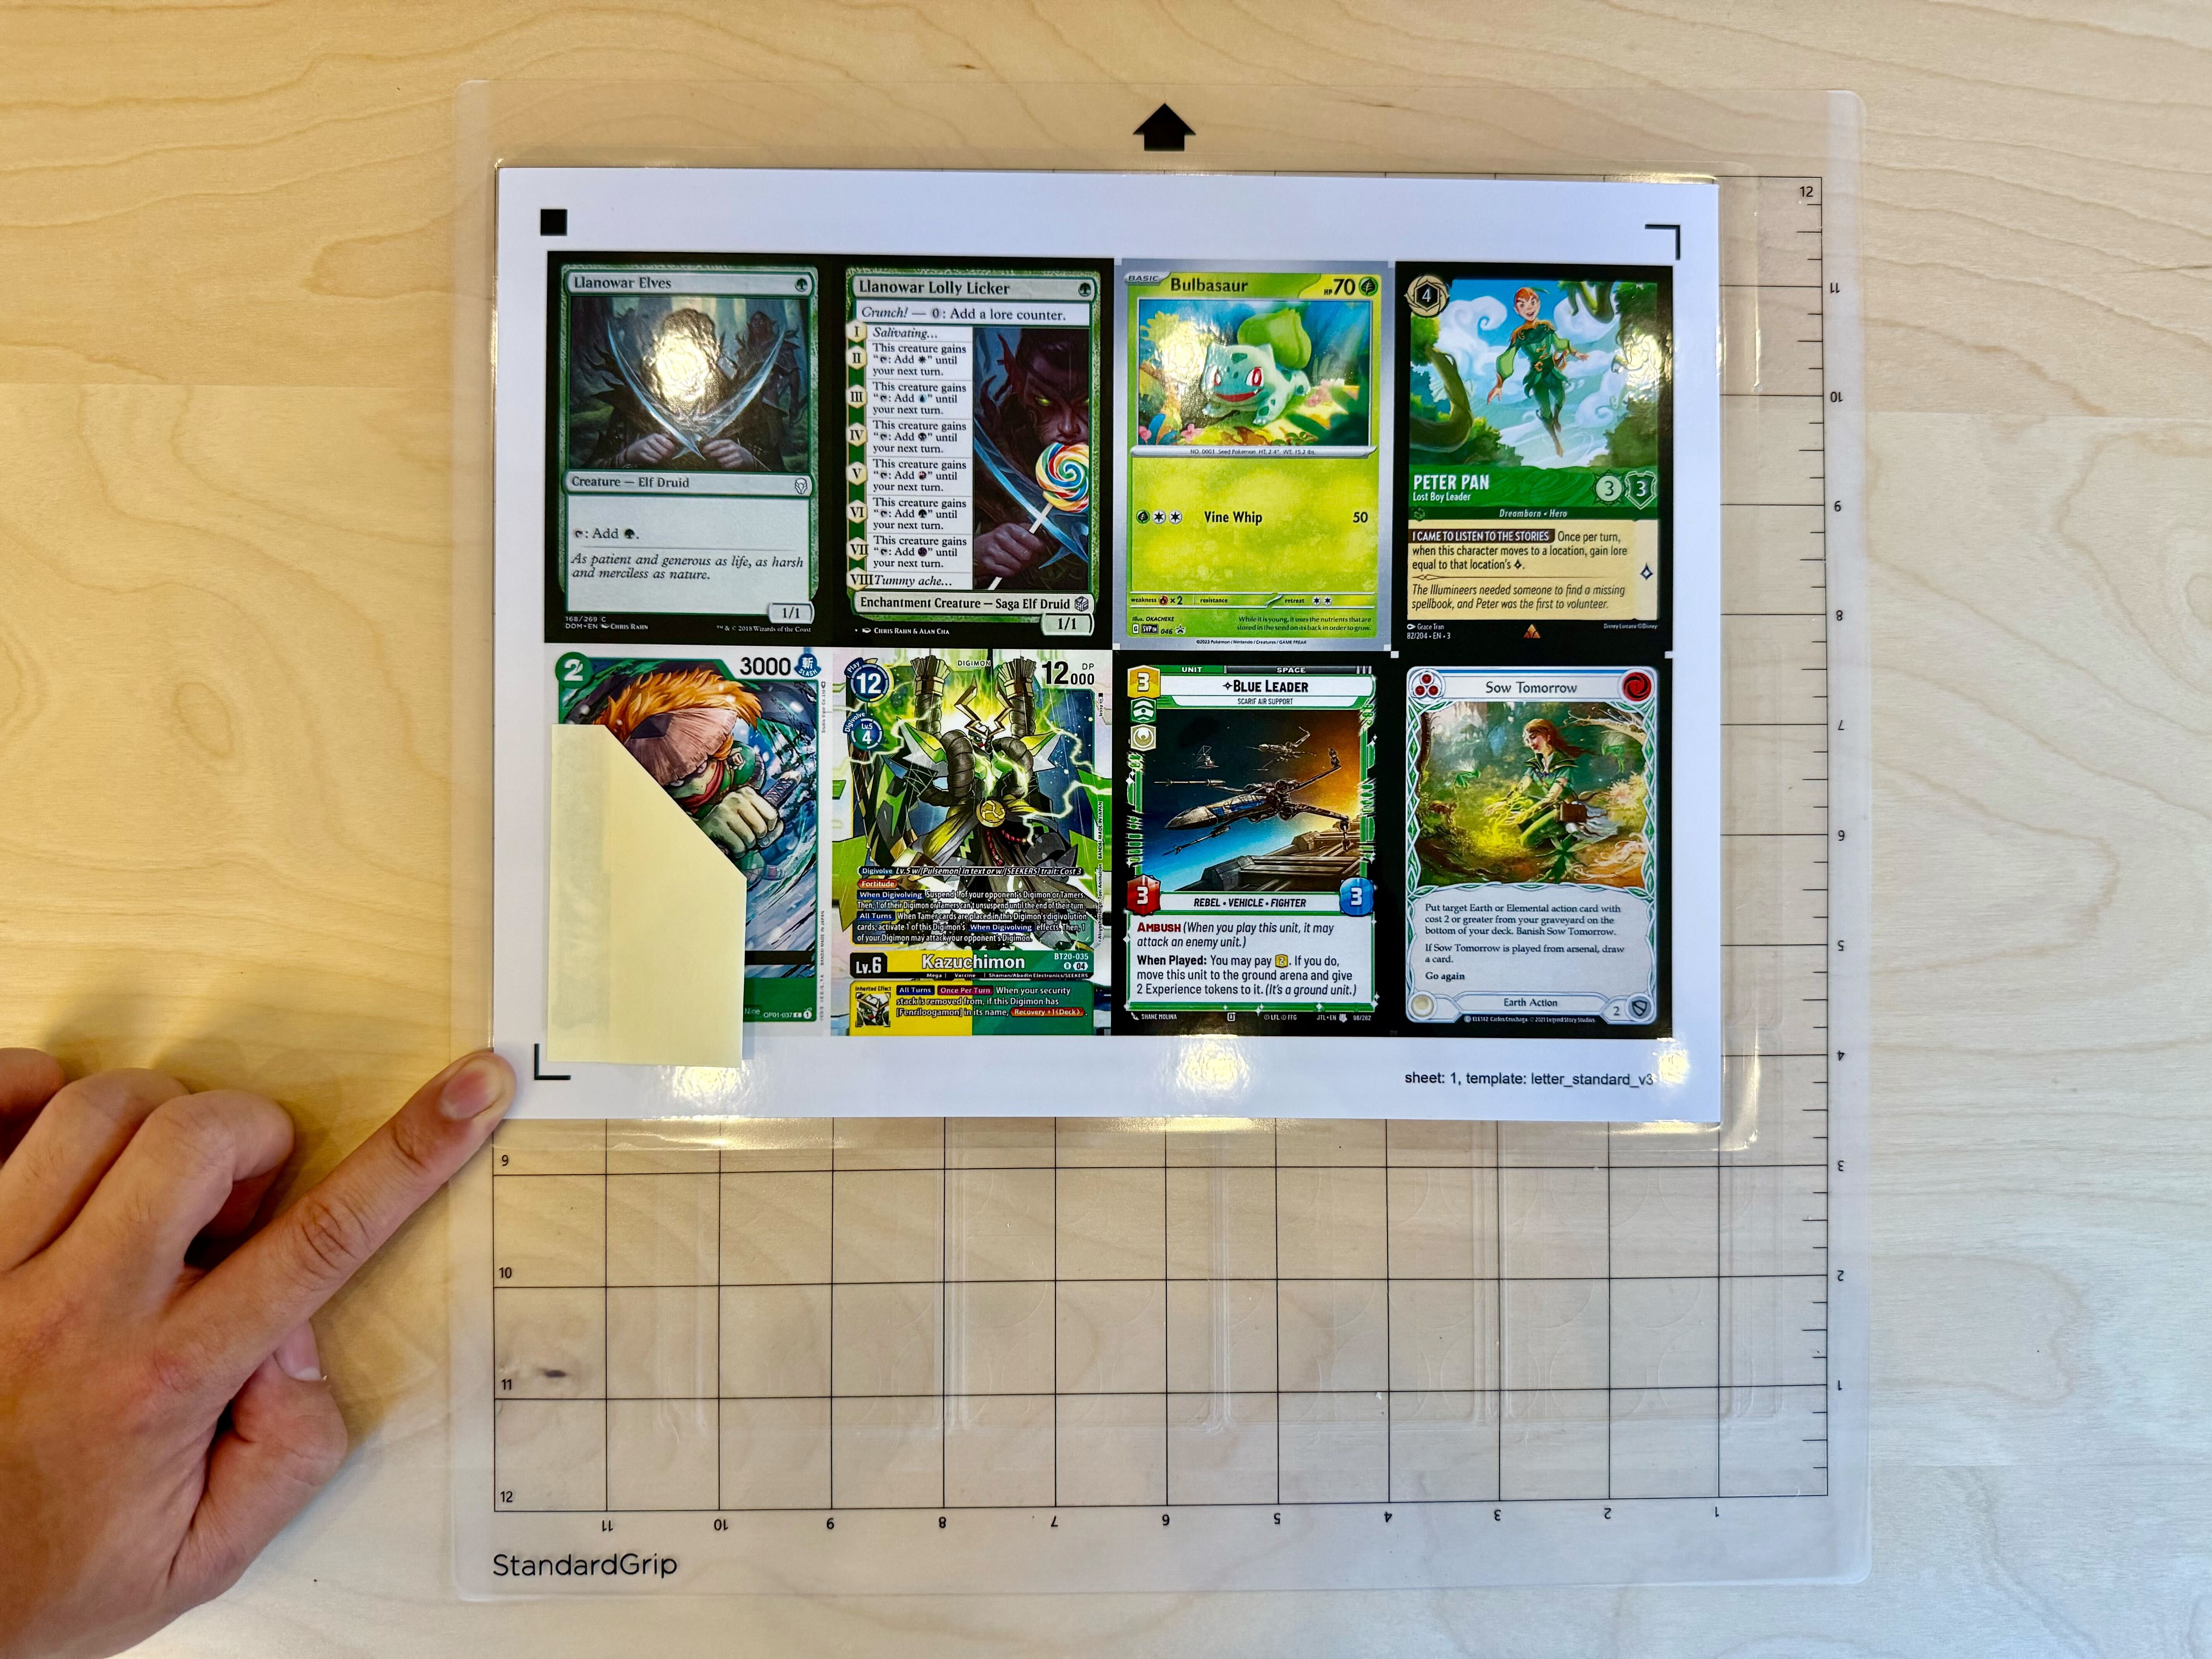 12
11
10
9
8
7
6
5
4
3
2
1
Llanowar Elves
Creature — Elf Druid
: Add .
As patient and generous as life, as harsh
and merciless as nature.
1/1
168/269 C
DOM • EN CHRIS RAHN
™ & © 2018 Wizards of the Coast
Llanowar Lolly Licker
Crunch! — 0: Add a lore counter.
I Salivating...
II This creature gains
": Add " until
your next turn.
III This creature gains
": Add " until
your next turn.
IV This creature gains
": Add " until
your next turn.
V This creature gains
": Add " until
your next turn.
VI This creature gains
": Add " until
your next turn.
VII This creature gains
": Add " until
your next turn.
VIII Tummy ache...
Enchantment Creature — Saga Elf Druid
1/1
CHRIS RAHN & ALAN CHA
BASIC
Bulbasaur
HP 70
NO. 0001 Seed Pokémon HT: 2'4" WT: 15.2 lbs.
Vine Whip 50
weakness ×2 resistance retreat
Illus. OKACHEKE
SVP EN 046
While it is young, it uses the nutrients that are
stored in the seed on its back in order to grow.
©2023 Pokémon / Nintendo / Creatures / GAME FREAK
4
PETER PAN
Lost Boy Leader
3 3
Dreamborn • Hero
I CAME TO LISTEN TO THE STORIES Once per turn,
when this character moves to a location, gain lore
equal to that location's .
The Illumineers needed someone to find a missing
spellbook, and Peter was the first to volunteer.
Grace Tran
82/204 • EN • 3
2
3000
斬
SLASH
Nine
OP01-037 C 1
DIGIMON
Play
12
12000
DP
Digivolve
Lv.5
4
Digivolve Lv.5 w/[Pulsemon] in text or w/[SEEKERS] trait: Cost 3
Fortitude
When Digivolving Suspend 1 of your opponent's Digimon or Tamers.
Then, 1 of their Digimon or Tamers can't unsuspend until the end of their turn.
All Turns When Tamer cards are placed in this Digimon's digivolution
cards, activate 1 of this Digimon's When Digivolving effects. Then, 1
of your Digimon may attack your opponent's Digimon.
Lv.6 Kazuchimon
BT20-035
Mega Vaccine
Inherited Effect
All Turns Once Per Turn When your security
stack is removed from, if this Digimon has
[Fenriloogamon] in its name, Recovery +1 (Deck).
UNIT SPACE
3
BLUE LEADER
SCARIF AIR SUPPORT
3 3
REBEL • VEHICLE • FIGHTER
AMBUSH (When you play this unit, it may
attack an enemy unit.)
When Played: You may pay 2. If you do,
move this unit to the ground arena and give
2 Experience tokens to it. (It's a ground unit.)
SHANE MOLINA
© LFL © FFG
JTL • EN
98/262
Sow Tomorrow
Put target Earth or Elemental action card with
cost 2 or greater from your graveyard on the
bottom of your deck. Banish Sow Tomorrow.
If Sow Tomorrow is played from arsenal, draw
a card.
Go again
Earth Action
2
sheet: 1, template: letter_standard_v3
9
10
11
12
11
10
9
8
7
6
5
4
3
2
1
StandardGrip